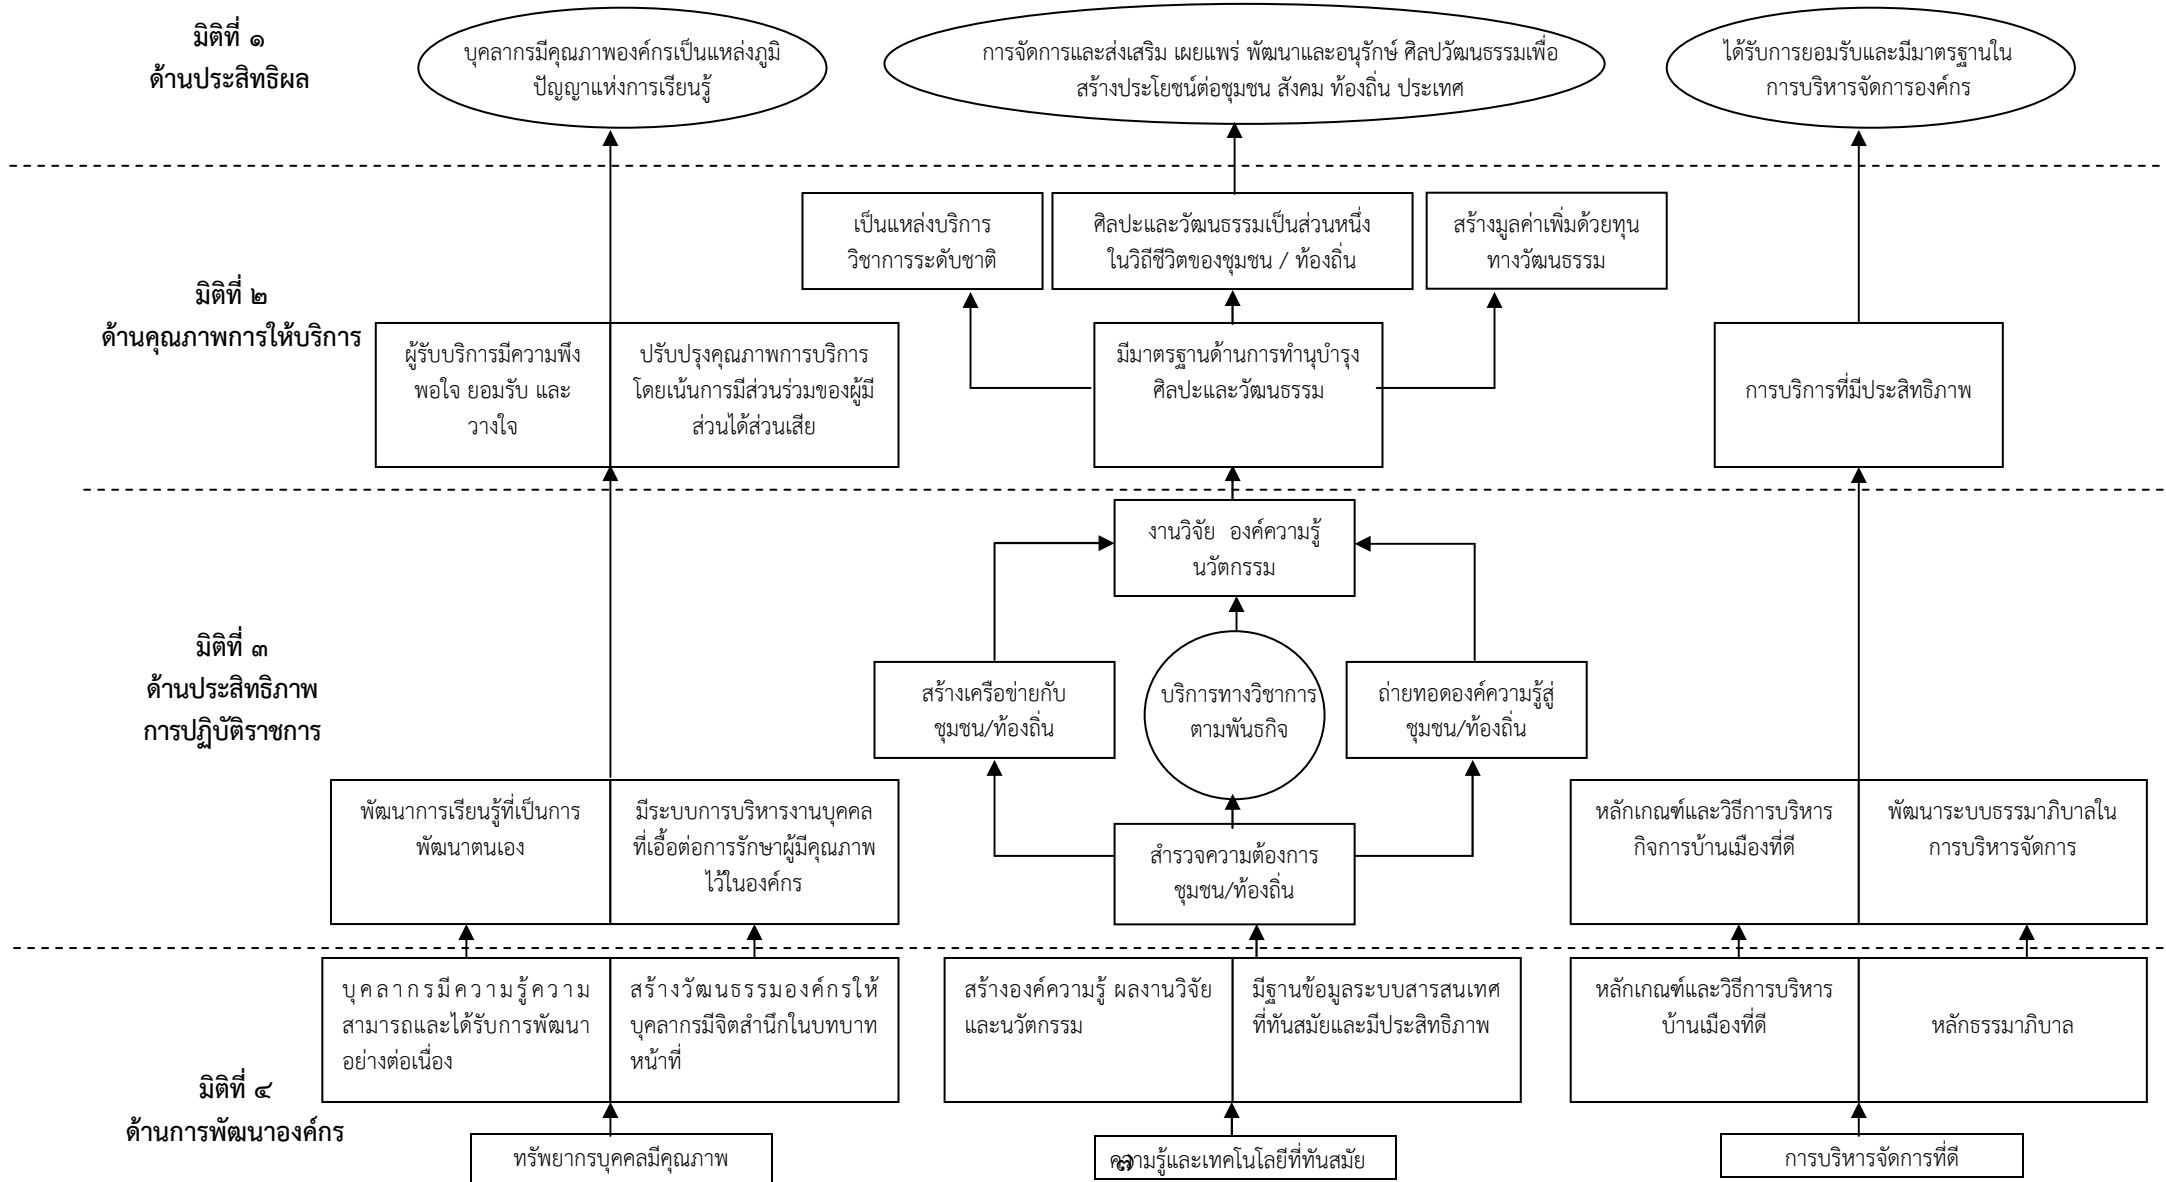 มิติที่ ๑
ด้านประสิทธิผล
บุคลากรมีคุณภาพองค์กรเป็นแหล่งภูมิ
ปัญญาแห่งการเรียนรู้
การจัดการและส่งเสริม เผยแพร่ พัฒนาและอนุรักษ์ ศิลปวัฒนธรรมเพื่อ
สร้างประโยชน์ต่อชุมชน สังคม ท้องถิ่น ประเทศ
ได้รับการยอมรับและมีมาตรฐานใน
การบริหารจัดการองค์กร
มิติที่ ๒
ด้านคุณภาพการให้บริการ
เป็นแหล่งบริการ
วิชาการระดับชาติ
ศิลปะและวัฒนธรรมเป็นส่วนหนึ่ง
ในวิถีชีวิตของชุมชน / ท้องถิ่น
สร้างมูลค่าเพิ่มด้วยทุน
ทางวัฒนธรรม
ผู้รับบริการมีความพึง
พอใจ ยอมรับ และ
วางใจ
ปรับปรุงคุณภาพการบริการ
โดยเน้นการมีส่วนร่วมของผู้มี
ส่วนได้ส่วนเสีย
มีมาตรฐานด้านการทำนุบำรุง
ศิลปะและวัฒนธรรม
การบริการที่มีประสิทธิภาพ
มิติที่ ๓
ด้านประสิทธิภาพ
การปฏิบัติราชการ
งานวิจัย องค์ความรู้
นวัตกรรม
สร้างเครือข่ายกับ
ชุมชน/ท้องถิ่น
บริการทางวิชาการ
ตามพันธกิจ
ถ่ายทอดองค์ความรู้สู่
ชุมชน/ท้องถิ่น
พัฒนาการเรียนรู้ที่เป็นการ
พัฒนาตนเอง
มีระบบการบริหารงานบุคคล
ที่เอื้อต่อการรักษาผู้มีคุณภาพ
ไว้ในองค์กร
สำรวจความต้องการ
ชุมชน/ท้องถิ่น
หลักเกณฑ์และวิธีการบริหาร
กิจการบ้านเมืองที่ดี
พัฒนาระบบธรรมาภิบาลใน
การบริหารจัดการ
มิติที่ ๔
ด้านการพัฒนาองค์กร
บุคลากรมีความรู้ความ
สามารถและได้รับการพัฒนา
อย่างต่อเนื่อง
สร้างวัฒนธรรมองค์กรให้
บุคลากรมีจิตสำนึกในบทบาท
หน้าที่
สร้างองค์ความรู้ ผลงานวิจัย
และนวัตกรรม
มีฐานข้อมูลระบบสารสนเทศ
ที่ทันสมัยและมีประสิทธิภาพ
หลักเกณฑ์และวิธีการบริหาร
บ้านเมืองที่ดี
หลักธรรมาภิบาล
ทรัพยากรบุคคลมีคุณภาพ
ความรู้และเทคโนโลยีที่ทันสมัย
๗
การบริหารจัดการที่ดี